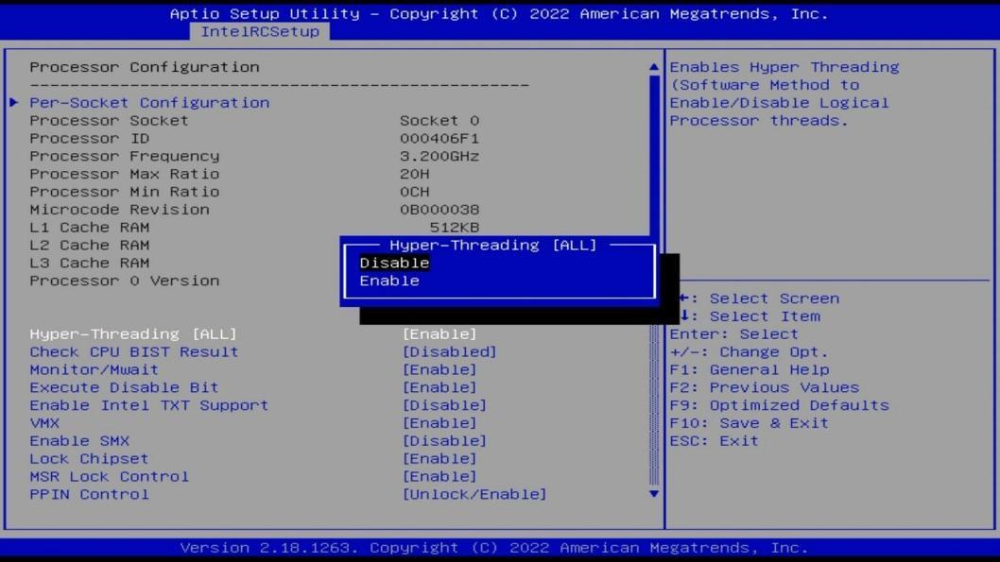 Aptio Setup Utility – Copyright (C) 2022 American Megatrends, Inc.
IntelRCSetup
Processor Configuration
--------------------------------------------------
Per-Socket Configuration
Processor Socket Socket 0
Processor ID 000406F1
Processor Frequency 3.200GHz
Processor Max Ratio 20H
Processor Min Ratio 0CH
Microcode Revision 0B000038
L1 Cache RAM 512KB
L2 Cache RAM
L3 Cache RAM
Processor 0 Version
Hyper-Threading [ALL]
Disable
Enable
Hyper-Threading [ALL] [Enable]
Check CPU BIST Result [Disabled]
Monitor/Mwait [Enable]
Execute Disable Bit [Enable]
Enable Intel TXT Support [Disable]
VMX [Enable]
Enable SMX [Disable]
Lock Chipset [Enable]
MSR Lock Control [Enable]
PPIN Control [Unlock/Enable]
Enables Hyper Threading
(Software Method to
Enable/Disable Logical
Processor threads.
←: Select Screen
↓: Select Item
Enter: Select
+/-: Change Opt.
F1: General Help
F2: Previous Values
F9: Optimized Defaults
F10: Save & Exit
ESC: Exit
Version 2.18.1263. Copyright (C) 2022 American Megatrends, Inc.